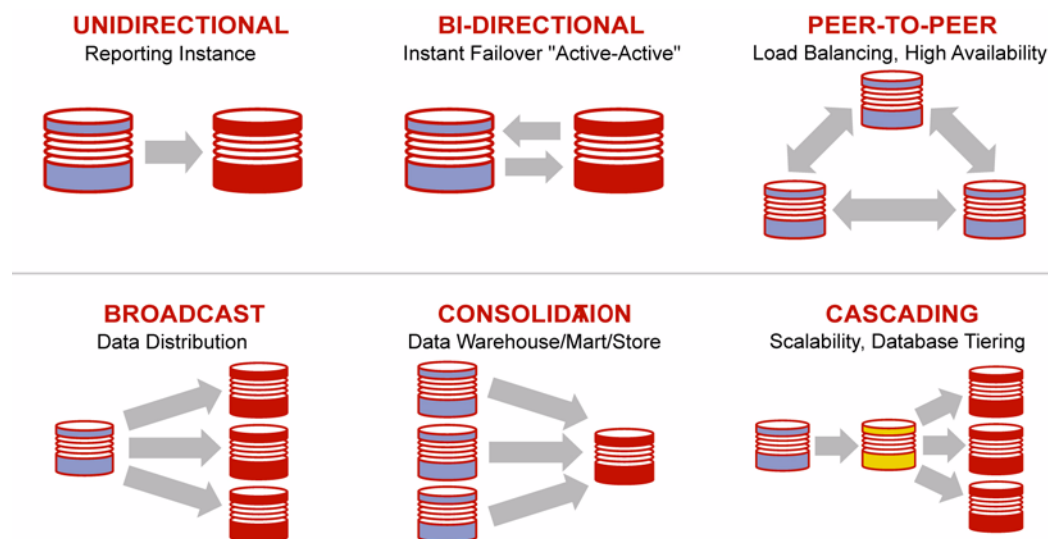 UNIDIRECTIONAL
Reporting Instance
BI-DIRECTIONAL
Instant Failover "Active-Active"
PEER-TO-PEER
Load Balancing, High Availability
BROADCAST
Data Distribution
CONSOLIDATION
Data Warehouse/Mart/Store
CASCADING
Scalability, Database Tiering